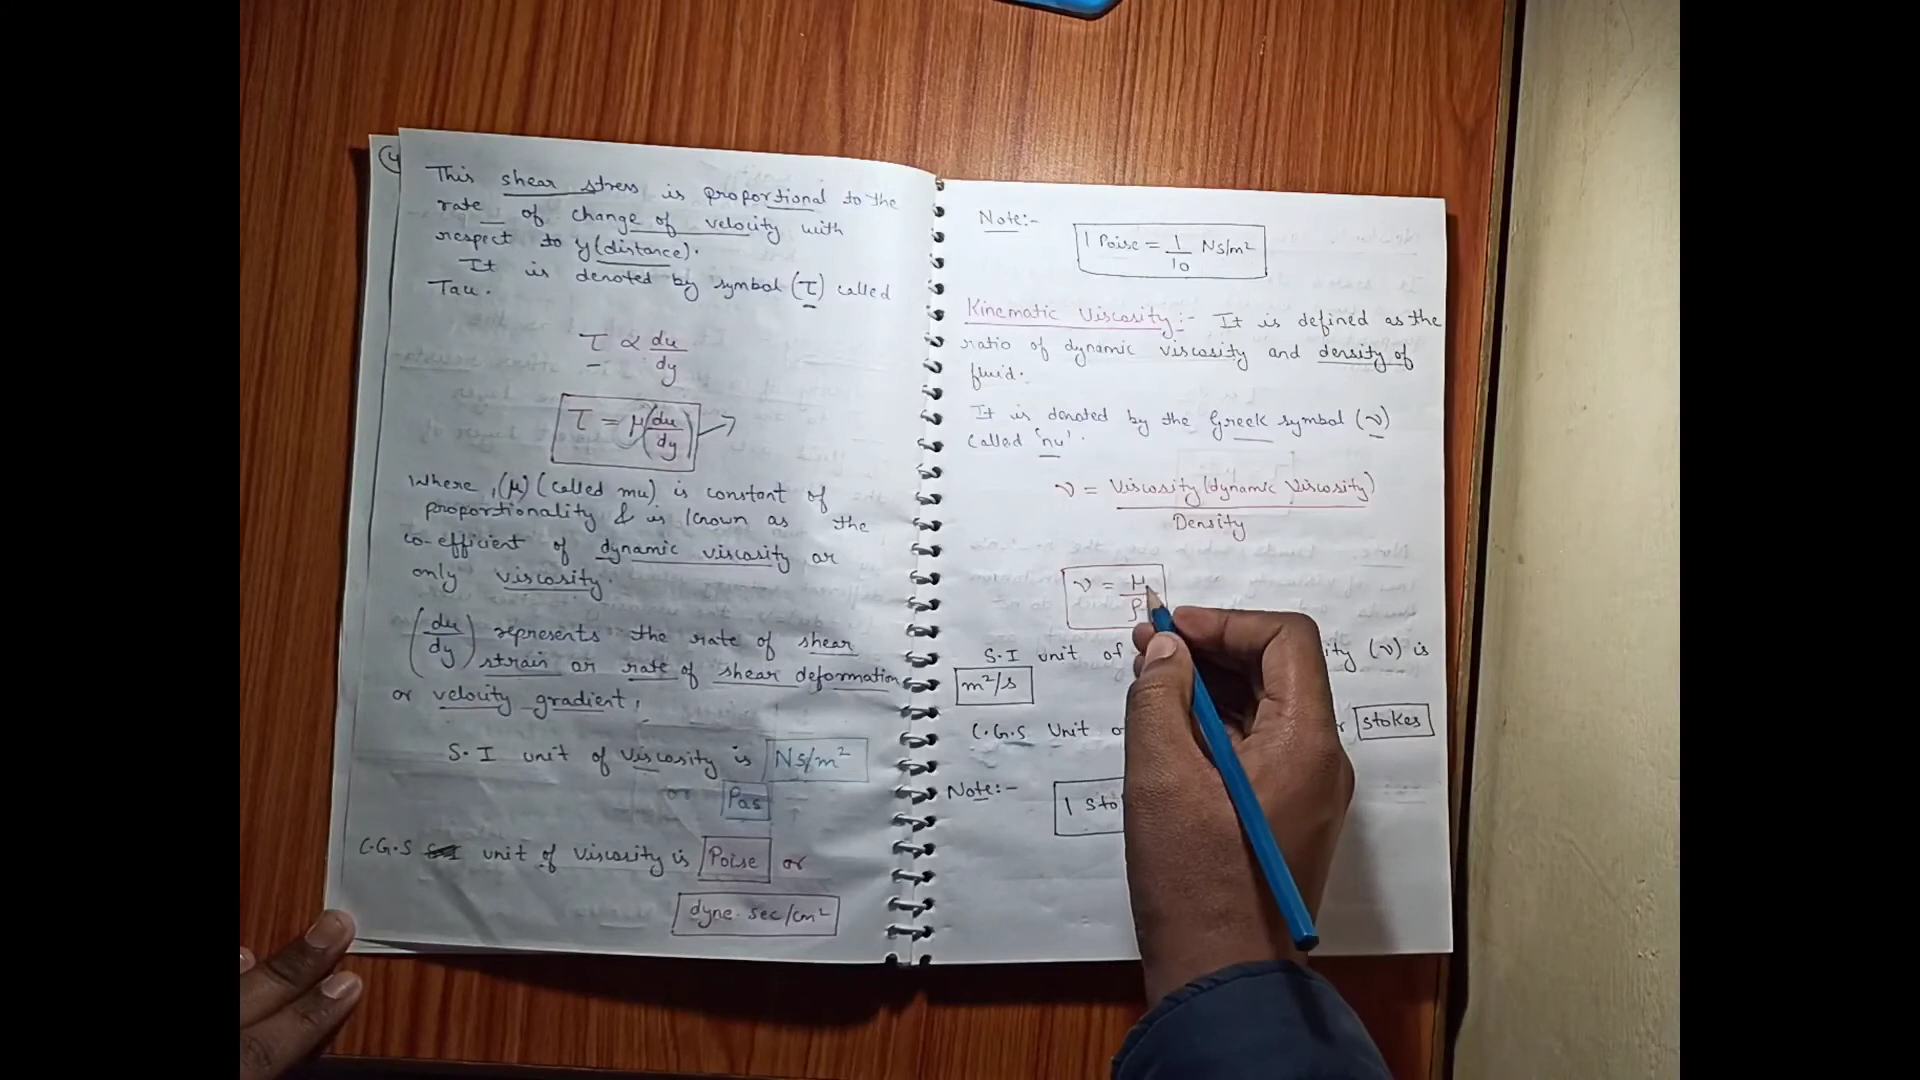 4
This shear stress is proportional to the
rate of change of velocity with
respect to y (distance).
It is denoted by symbol (τ) called
Tau.
τ ∝ du/dy
τ = μ(du/dy)
Where, (μ) (called mu) is constant of
proportionality & is known as the
co-efficient of dynamic viscosity or
only viscosity.
(du/dy) represents the rate of shear
strain or rate of shear deformation
or velocity gradient.
S.I unit of viscosity is Ns/m²
or Pas
C.G.S unit of viscosity is Poise or
dyne.sec/cm²
Note:-
1 Poise = 1/10 Ns/m²
Kinematic Viscosity:- It is defined as the
ratio of dynamic viscosity and density of
fluid.
It is denoted by the Greek symbol (ν)
called 'nu'.
ν = Viscosity (dynamic viscosity)
Density
ν = μ/ρ
S.I unit of (ν) is
m²/s
C.G.S Unit stokes
Note:-
1 sto